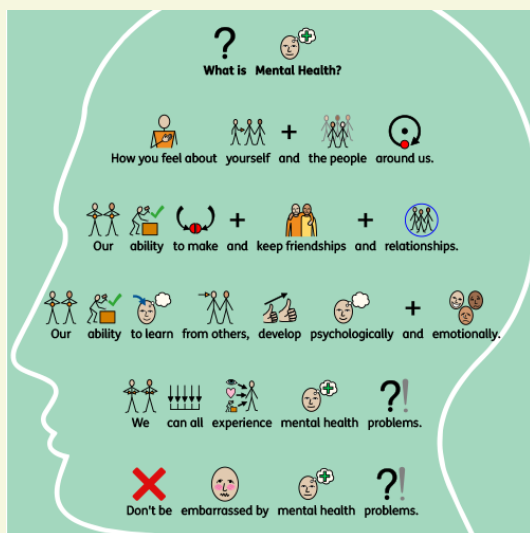 What is Mental Health?
How you feel about yourself and the people around us.
Our ability to make and keep friendships and relationships.
Our ability to learn from others, develop psychologically and emotionally.
We can all experience mental health problems.
Don't be embarrassed by mental health problems.